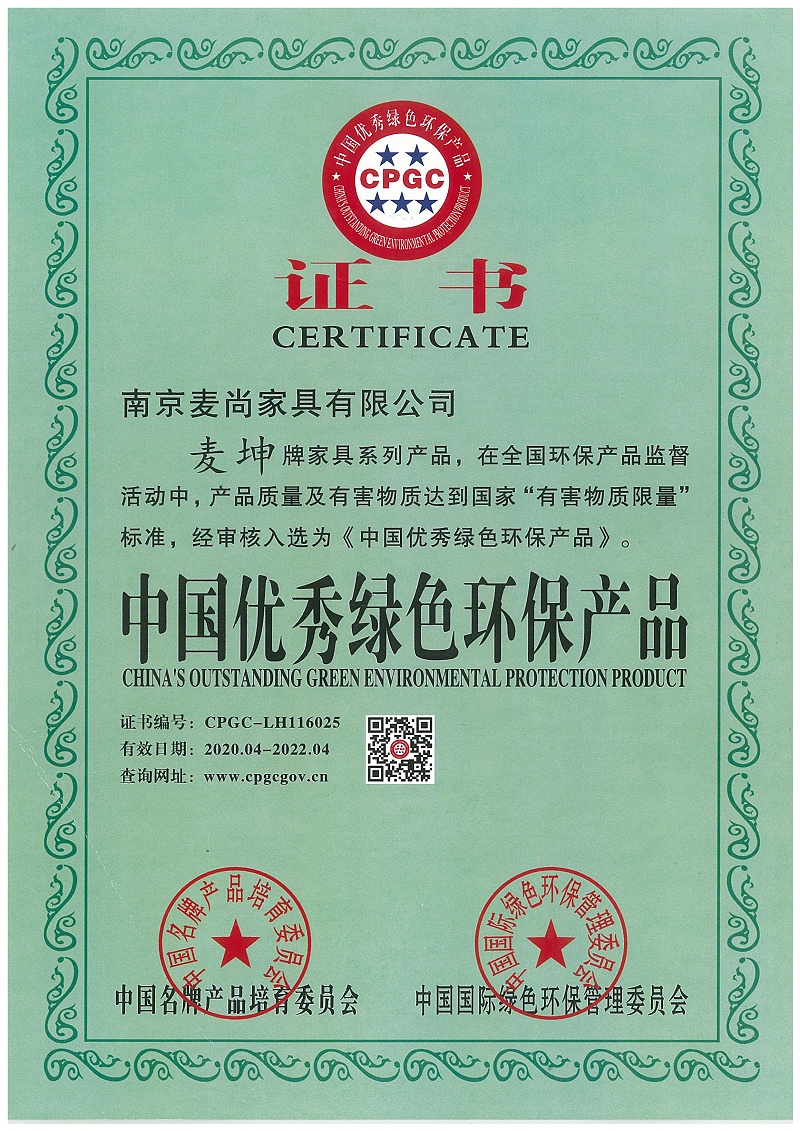 中国优秀绿色环保产品
CPGC
CHINA'S OUTSTANDING GREEN ENVIRONMENTAL PROTECTION PRODUCT
证书
CERTIFICATE
南京麦尚家具有限公司
麦坤牌家具系列产品，在全国环保产品监督
活动中，产品质量及有害物质达到国家“有害物质限量”
标准，经审核入选为《中国优秀绿色环保产品》。
中国优秀绿色环保产品
CHINA'S OUTSTANDING GREEN ENVIRONMENTAL PROTECTION PRODUCT
证书编号：CPGC-LH116025
有效日期：2020.04-2022.04
查询网址：www.cpgcgov.cn
中国名牌产品培育委员会
中国国际绿色环保管理委员会
中国名牌产品培育委员会
中国国际绿色环保管理委员会